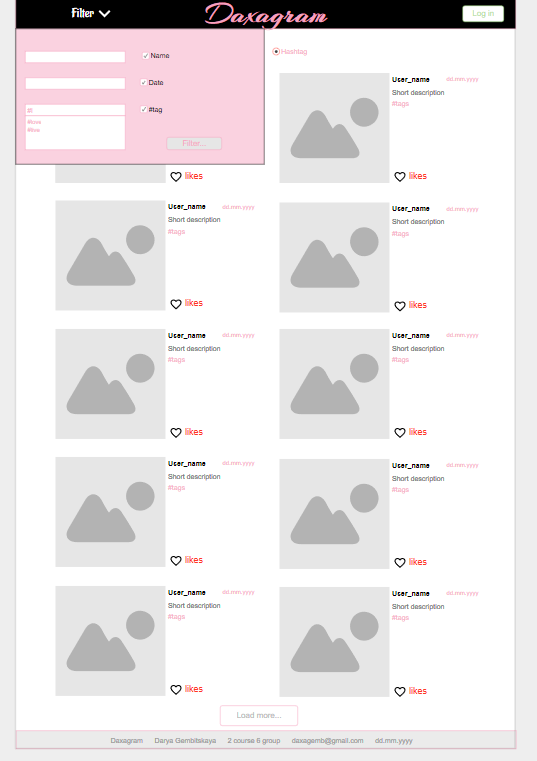 Filter
Daxagram
Log in
Name
Hashtag
Date
#tag
Filter...
likes
User_name dd.mm.yyyy
Short description
#tags
likes
User_name dd.mm.yyyy
Short description
#tags
likes
User_name dd.mm.yyyy
Short description
#tags
likes
User_name dd.mm.yyyy
Short description
#tags
likes
User_name dd.mm.yyyy
Short description
#tags
likes
User_name dd.mm.yyyy
Short description
#tags
likes
User_name dd.mm.yyyy
Short description
#tags
likes
User_name dd.mm.yyyy
Short description
#tags
likes
User_name dd.mm.yyyy
Short description
#tags
likes
Load more...
Daxagram Darya Gembitskaya 2 course 6 group daxagemb@gmail.com dd.mm.yyyy